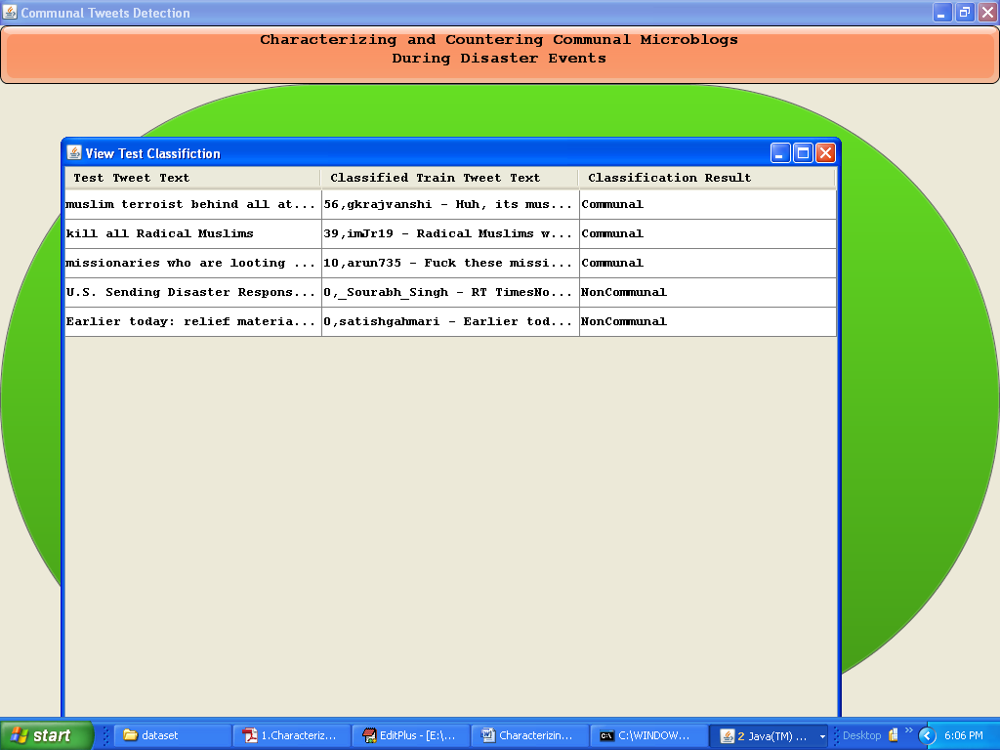 Communal Tweets Detection
Characterizing and Countering Communal Microblogs
During Disaster Events
View Test Classifiction
Test Tweet Text Classified Train Tweet Text Classification Result
muslim terroist behind all at... 56,gkrajvanshi - Huh, its mus... Communal
kill all Radical Muslims 39,imJr19 - Radical Muslims w... Communal
missionaries who are looting ... 10,arun735 - Fuck these missi... Communal
U.S. Sending Disaster Respons... 0,_Sourabh_Singh - RT TimesNo... NonCommunal
Earlier today: relief materia... 0,satishgahmari - Earlier tod... NonCommunal
start dataset 1.Characteriz... EditPlus - [E:\... Characterizin... C:\WINDOW... 2 Java(TM) ... Desktop » 6:06 PM